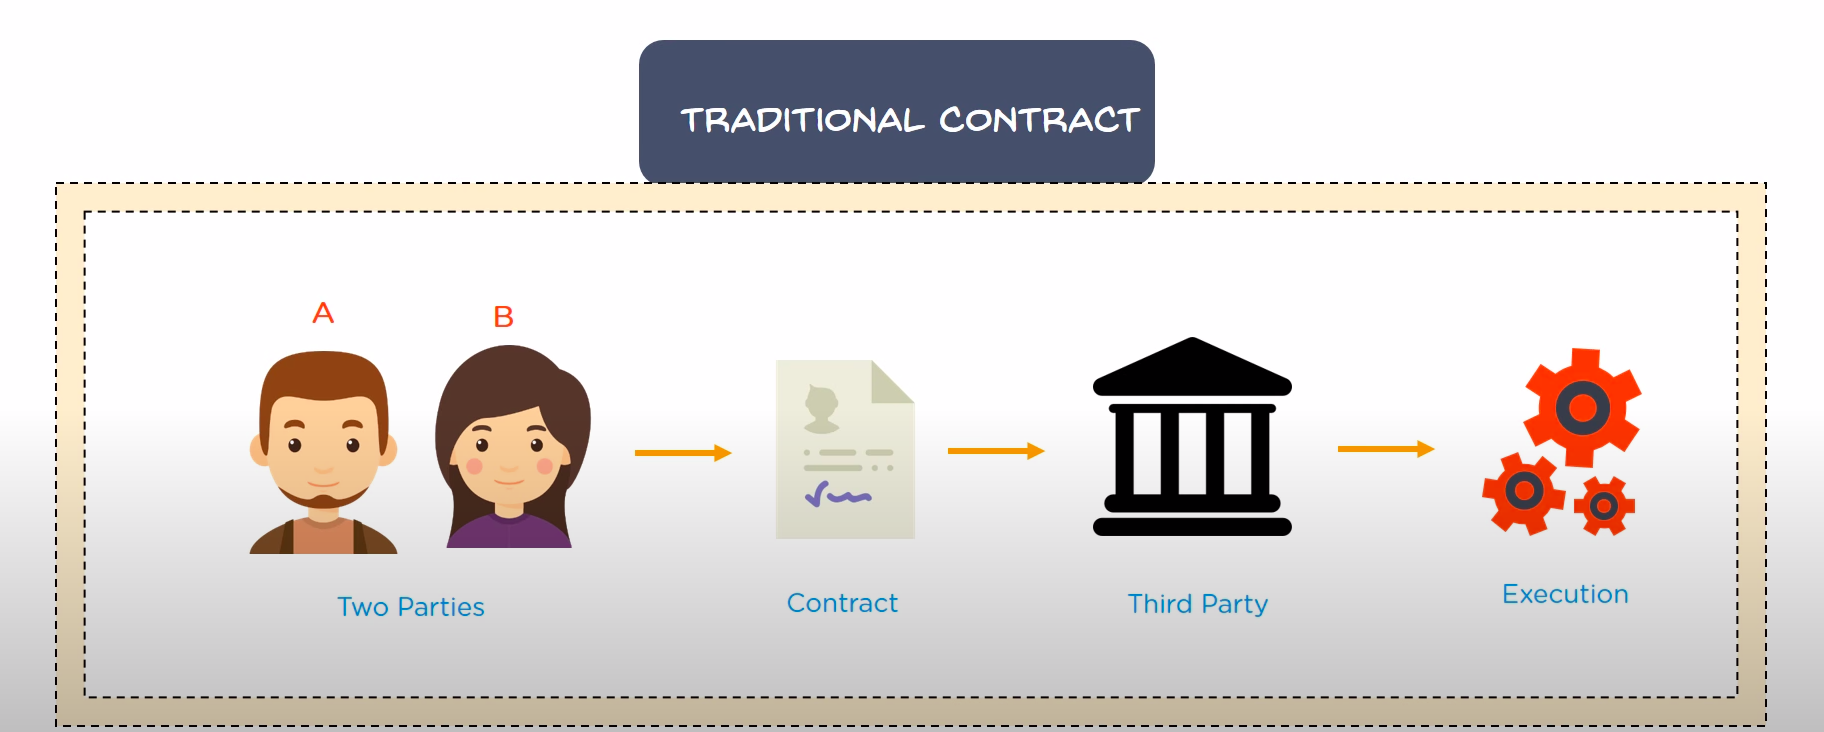 TRADITIONAL CONTRACT
A
B
Two Parties
Contract
Third Party
Execution